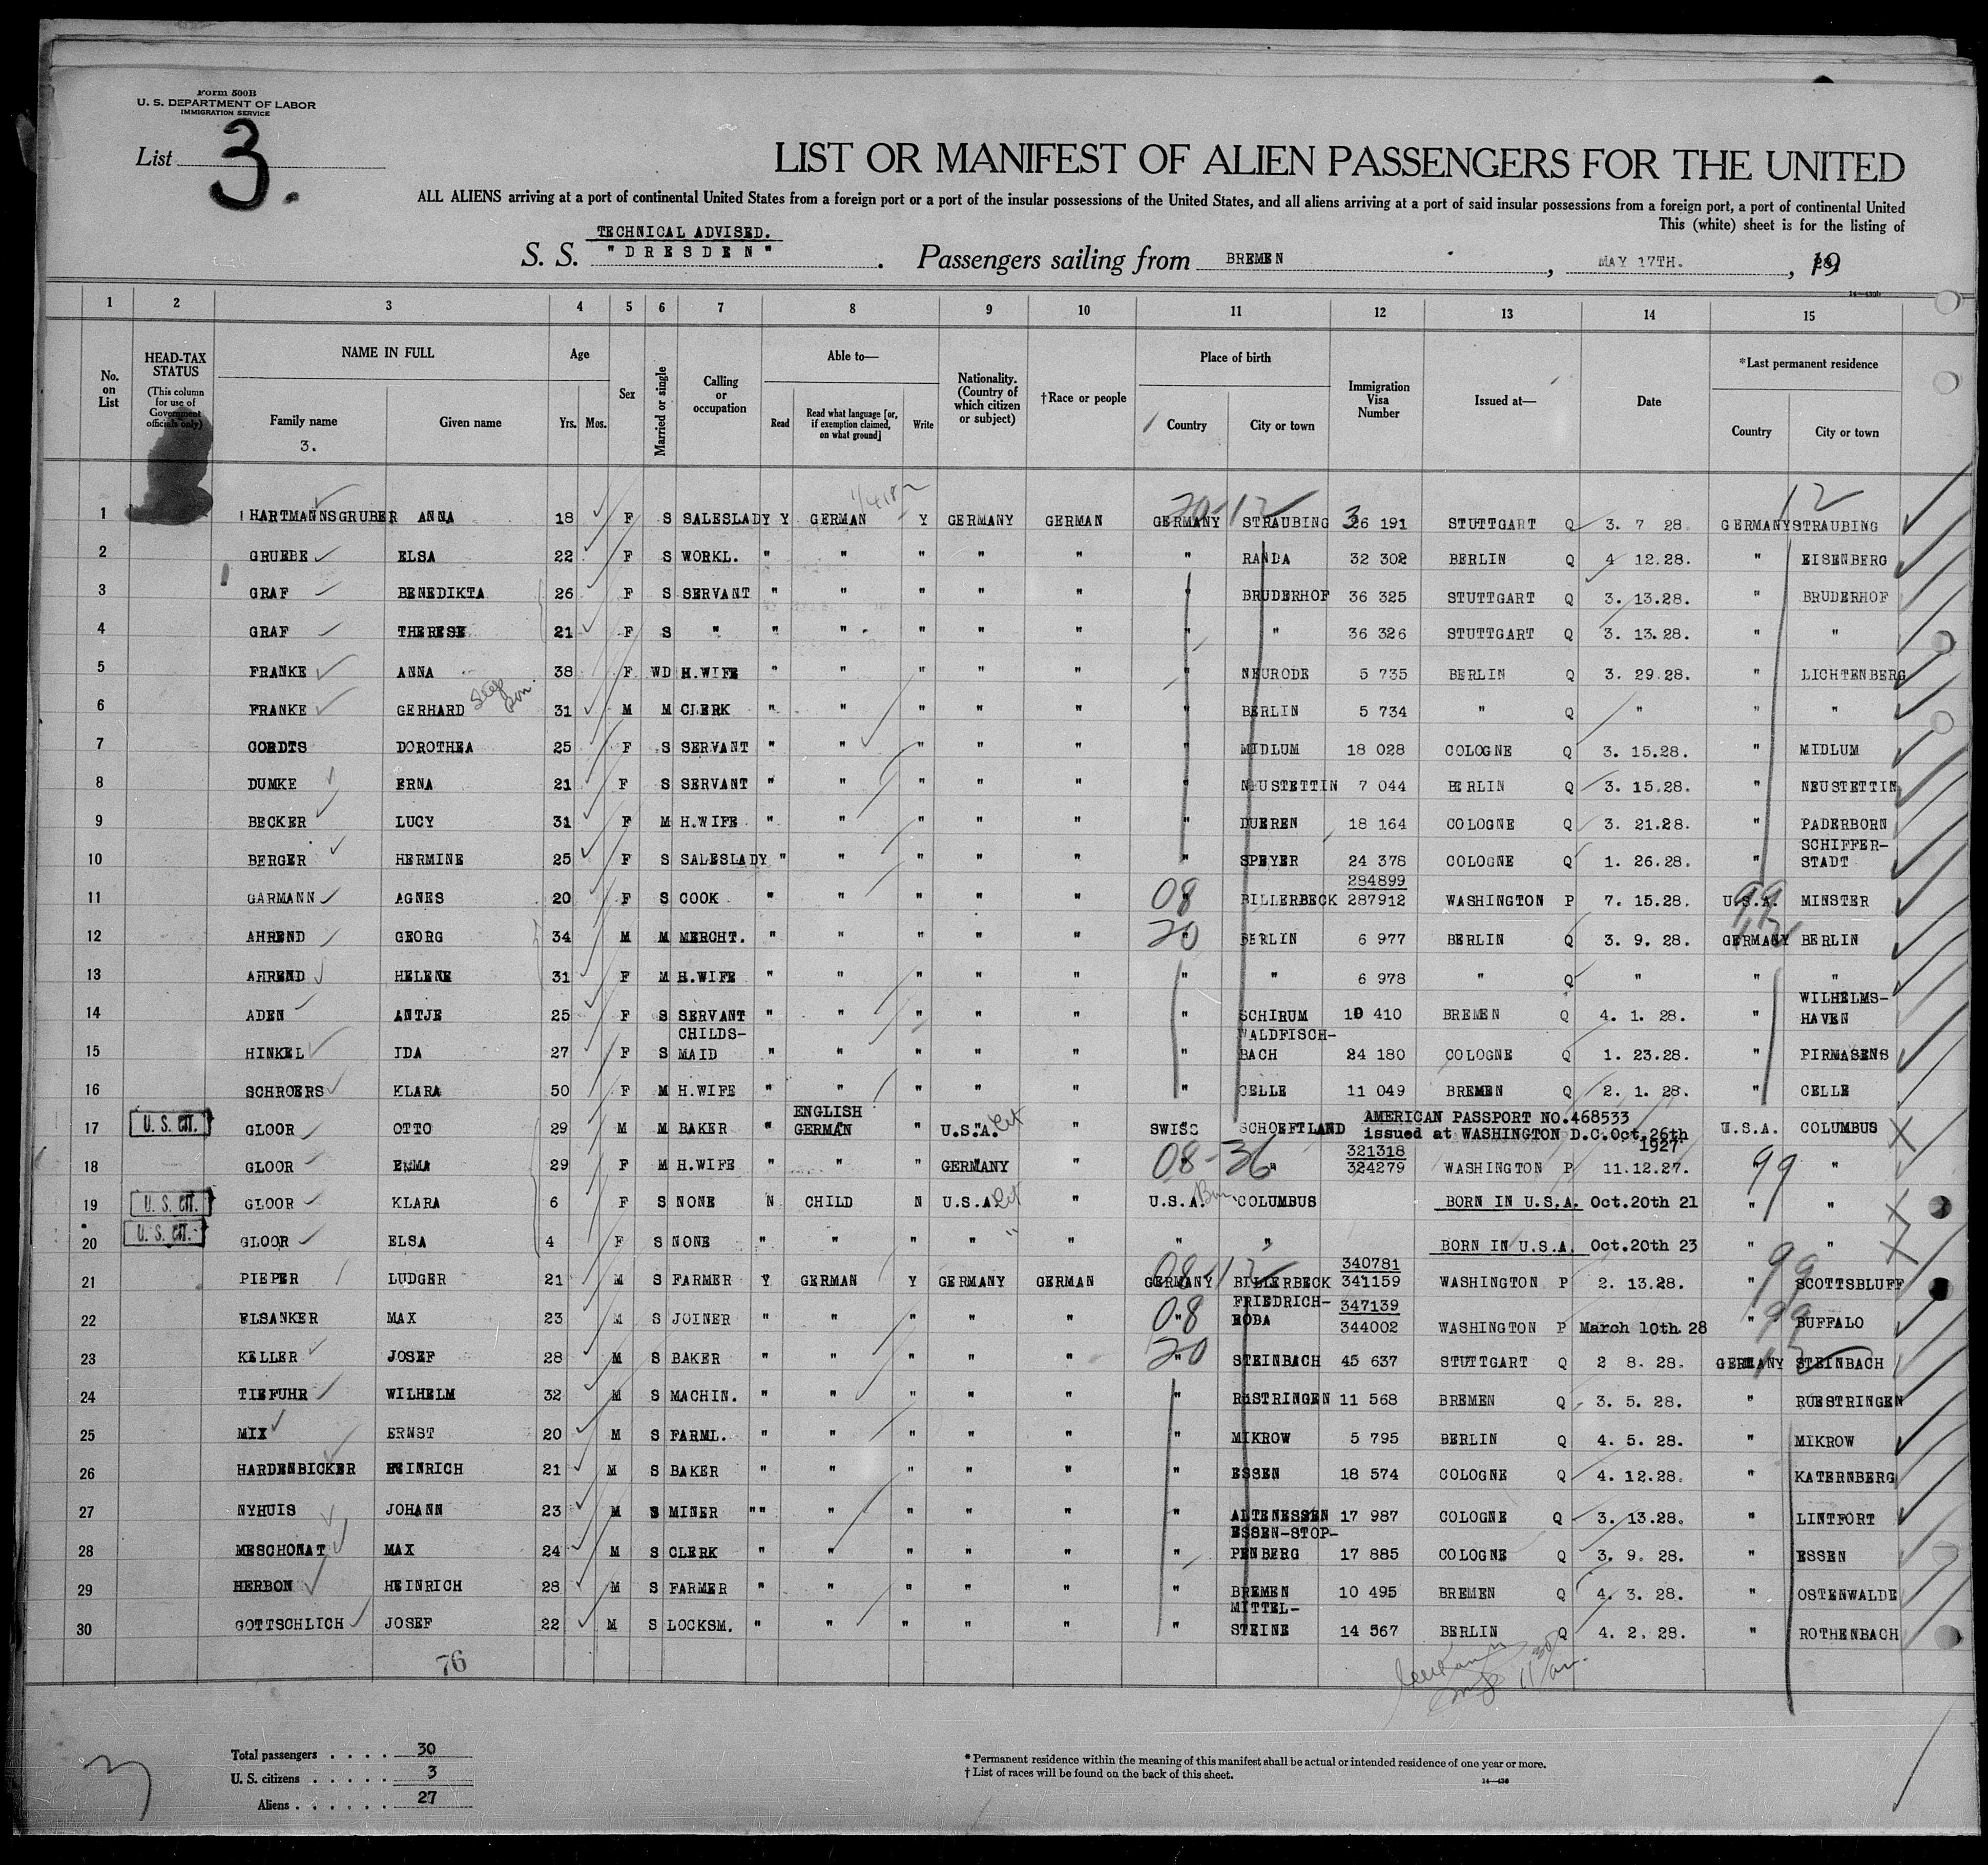 Form 500B
U. S. DEPARTMENT OF LABOR
IMMIGRATION SERVICE
List 3.
LIST OR MANIFEST OF ALIEN PASSENGERS FOR THE UNITED
ALL ALIENS arriving at a port of continental United States from a foreign port or a port of the insular possessions of the United States, and all aliens arriving at a port of said insular possessions from a foreign port, a port of continental United
This (white) sheet is for the listing of
TECHNICAL ADVISED.
S. S. "DRESDEN". Passengers sailing from BREMEN, MAY 17TH., 19 28
14—430b
1 2 3 4 5 6 7 8 9 10 11 12 13 14 15
No. on List
HEAD-TAX STATUS
(This column for use of Government officials only)
NAME IN FULL
Family name
3.
Given name
Age
Yrs. Mos.
Sex
Married or single
Calling or occupation
Able to—
Read
Read what language [or, if exemption claimed, on what ground]
Write
Nationality. (Country of which citizen or subject)
†Race or people
Place of birth
Country
City or town
Immigration Visa Number
Issued at—
Date
*Last permanent residence
Country
City or town
20-12 12
1 HARTMANNSGRUBER ANNA 18 F S SALESLADY Y GERMAN Y GERMANY GERMAN GERMANY STRAUBING 36 191 STUTTGART Q 3. 7 28. GERMANY STRAUBING
2 GRUEBE ELSA 22 F S WORKL. " " " " " " RANDA 32 302 BERLIN Q 4 12.28. " EISENBERG
3 GRAF BENEDIKTA 26 F S SERVANT " " " " " " BRUDERHOF 36 325 STUTTGART Q 3. 13.28. " BRUDERHOF
4 GRAF THERESE 21 F S " " " " " " " " 36 326 STUTTGART Q 3. 13.28. " "
5 FRANKE ANNA 38 F WD H.WIFE " " " " " " NEURODE 5 735 BERLIN Q 3. 29.28. " LICHTENBERG
6 FRANKE GERHARD Step Son. 31 M M CLERK " " " " " " BERLIN 5 734 " Q " " "
7 CORDTS DOROTHEA 25 F S SERVANT " " " " " " MIDLUM 18 028 COLOGNE Q 3. 15.28. " MIDLUM
8 DUMKE ERNA 21 F S SERVANT " " " " " " NEUSTETTIN 7 044 BERLIN Q 3. 15.28. " NEUSTETTIN
9 BECKER LUCY 31 F M H.WIFE " " " " " " DUEREN 18 164 COLOGNE Q 3. 21.28. " PADERBORN
SCHIFFER-
10 BERGER HERMINE 25 F S SALESLADY " " " " " " SPEYER 24 378 COLOGNE Q 1. 26.28. " STADT
284899
11 GARMANN AGNES 20 F S COOK " " " " " 08 " BILLERBECK 287912 WASHINGTON P 7. 15.28. U.S.A. 99 MINSTER
12 AHREND GEORG 34 M M MERCHT. " " " " " 20 " BERLIN 6 977 BERLIN Q 3. 9. 28. GERMANY 12 BERLIN
13 AHREND HELENE 31 F M H.WIFE " " " " " " " 6 978 " Q " " "
WILHELMS-
14 ADEN ANTJE 25 F S SERVANT " " " " " " SCHIRUM 10 410 BREMEN Q 4. 1. 28. " HAVEN
CHILDS- WALDFISCH-
15 HINKEL IDA 27 F S MAID " " " " " " BACH 24 180 COLOGNE Q 1. 23.28. " PIRMASENS
16 SCHROERS KLARA 50 F M H.WIFE " " " " " " CELLE 11 049 BREMEN Q 2. 1. 28. " CELLE
ENGLISH AMERICAN PASSPORT NO.468533
17 U. S. CIT. GLOOR OTTO 29 M M BAKER " GERMAN " U.S.A. Cit " SWISS SCHOEFTLAND issued at WASHINGTON D.C.Oct.26th 1927 U.S.A. COLUMBUS
321318
18 GLOOR EMMA 29 F M H.WIFE " " " GERMANY " 08-36 " 324279 WASHINGTON P 11.12.27. 99 "
19 U. S. CIT. GLOOR KLARA 6 F S NONE N CHILD N U.S.A. Cit " U.S.A. Born COLUMBUS BORN IN U.S.A. Oct.20th 21 " "
20 U. S. CIT. GLOOR ELSA 4 F S NONE " " " " " " " " BORN IN U.S.A. Oct.20th 23 " "
08-12 340781 99
21 PIEPER LUDGER 21 M S FARMER Y GERMAN Y GERMANY GERMAN GERMANY BILLERBECK 341159 WASHINGTON P 2. 13.28. " SCOTTSBLUFF
FRIEDRICH- 347139
22 ELSANKER MAX 23 M S JOINER " " " " " 08 " RODA 344002 WASHINGTON P March 10th 28 " 99 BUFFALO
23 KELLER JOSEF 28 M S BAKER " " " " " 20 " STEINBACH 45 637 STUTTGART Q 2 8. 28. GERMANY 12 STEINBACH
24 TIEFUHR WILHELM 32 M S MACHIN. " " " " " " RUSTRINGEN 11 568 BREMEN Q 3. 5. 28. " RUESTRINGEN
25 MIX ERNST 20 M S FARML. " " " " " " MIKROW 5 795 BERLIN Q 4. 5. 28. " MIKROW
26 HARDENBICKER HEINRICH 21 M S BAKER " " " " " " ESSEN 18 574 COLOGNE Q 4. 12.28. " KATERNBERG
27 NYHUIS JOHANN 23 M S MINER "" " " " " " ALTENESSEN 17 987 COLOGNE Q 3. 13.28. " LINTFORT
ESSEN-STOP-
28 MESCHONAT MAX 24 M S CLERK " " " " " " PENBERG 17 885 COLOGNE Q 3. 9. 28. " ESSEN
29 HERBON HEINRICH 28 M S FARMER " " " " " " BREMEN 10 495 BREMEN Q 4. 3. 28. " OSTENWALDE
MITTEL-
30 GOTTSCHLICH JOSEF 22 M S LOCKSM. " " " " " " STEINE 14 567 BERLIN Q 4. 2. 28. " ROTHENBACH
76
Total passengers . . . . 30
U. S. citizens . . . . . 3
Aliens . . . . . . 27
* Permanent residence within the meaning of this manifest shall be actual or intended residence of one year or more.
† List of races will be found on the back of this sheet.
14—430